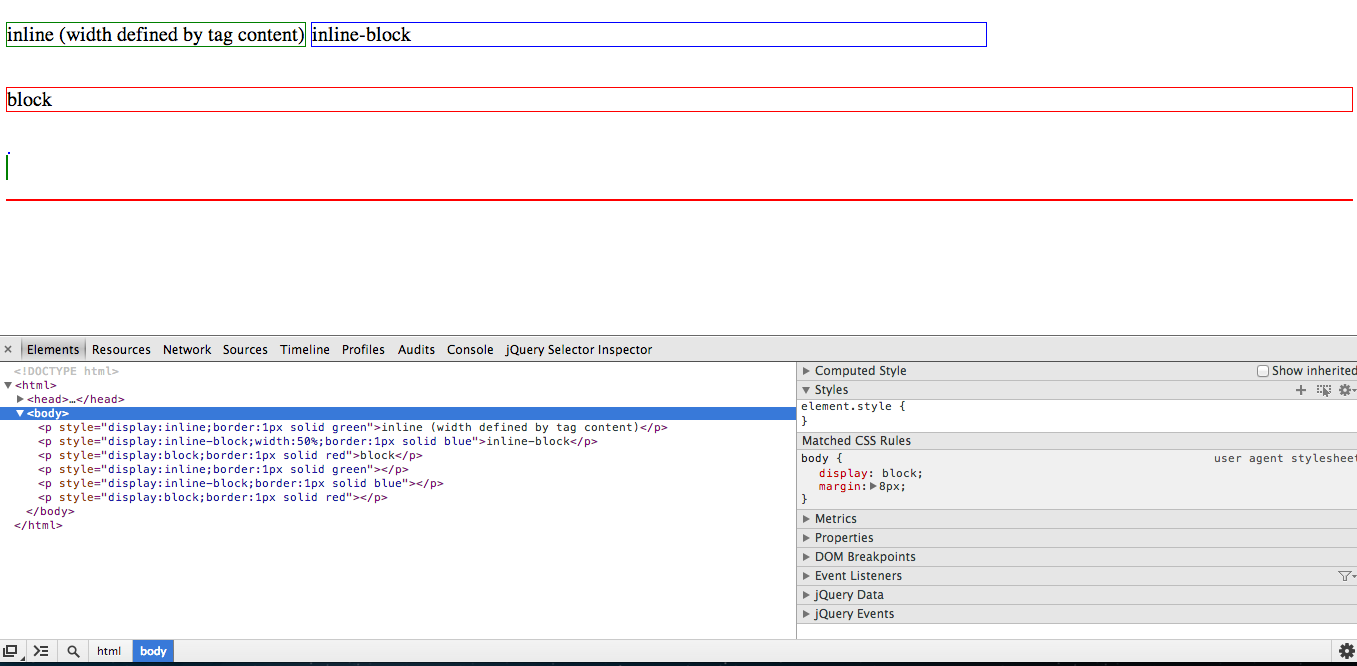 inline (width defined by tag content) inline-block
block
× Elements Resources Network Sources Timeline Profiles Audits Console jQuery Selector Inspector
<!DOCTYPE html>
▼<html>
▶<head>…</head>
▼<body>
<p style="display:inline;border:1px solid green">inline (width defined by tag content)</p>
<p style="display:inline-block;width:50%;border:1px solid blue">inline-block</p>
<p style="display:block;border:1px solid red">block</p>
<p style="display:inline;border:1px solid green"></p>
<p style="display:inline-block;border:1px solid blue"></p>
<p style="display:block;border:1px solid red"></p>
</body>
</html>
▶ Computed Style Show inherited
▼ Styles
element.style {
}
Matched CSS Rules
body { user agent stylesheet
display: block;
margin:▶8px;
}
▶ Metrics
▶ Properties
▶ DOM Breakpoints
▶ Event Listeners
▶ jQuery Data
▶ jQuery Events
html body